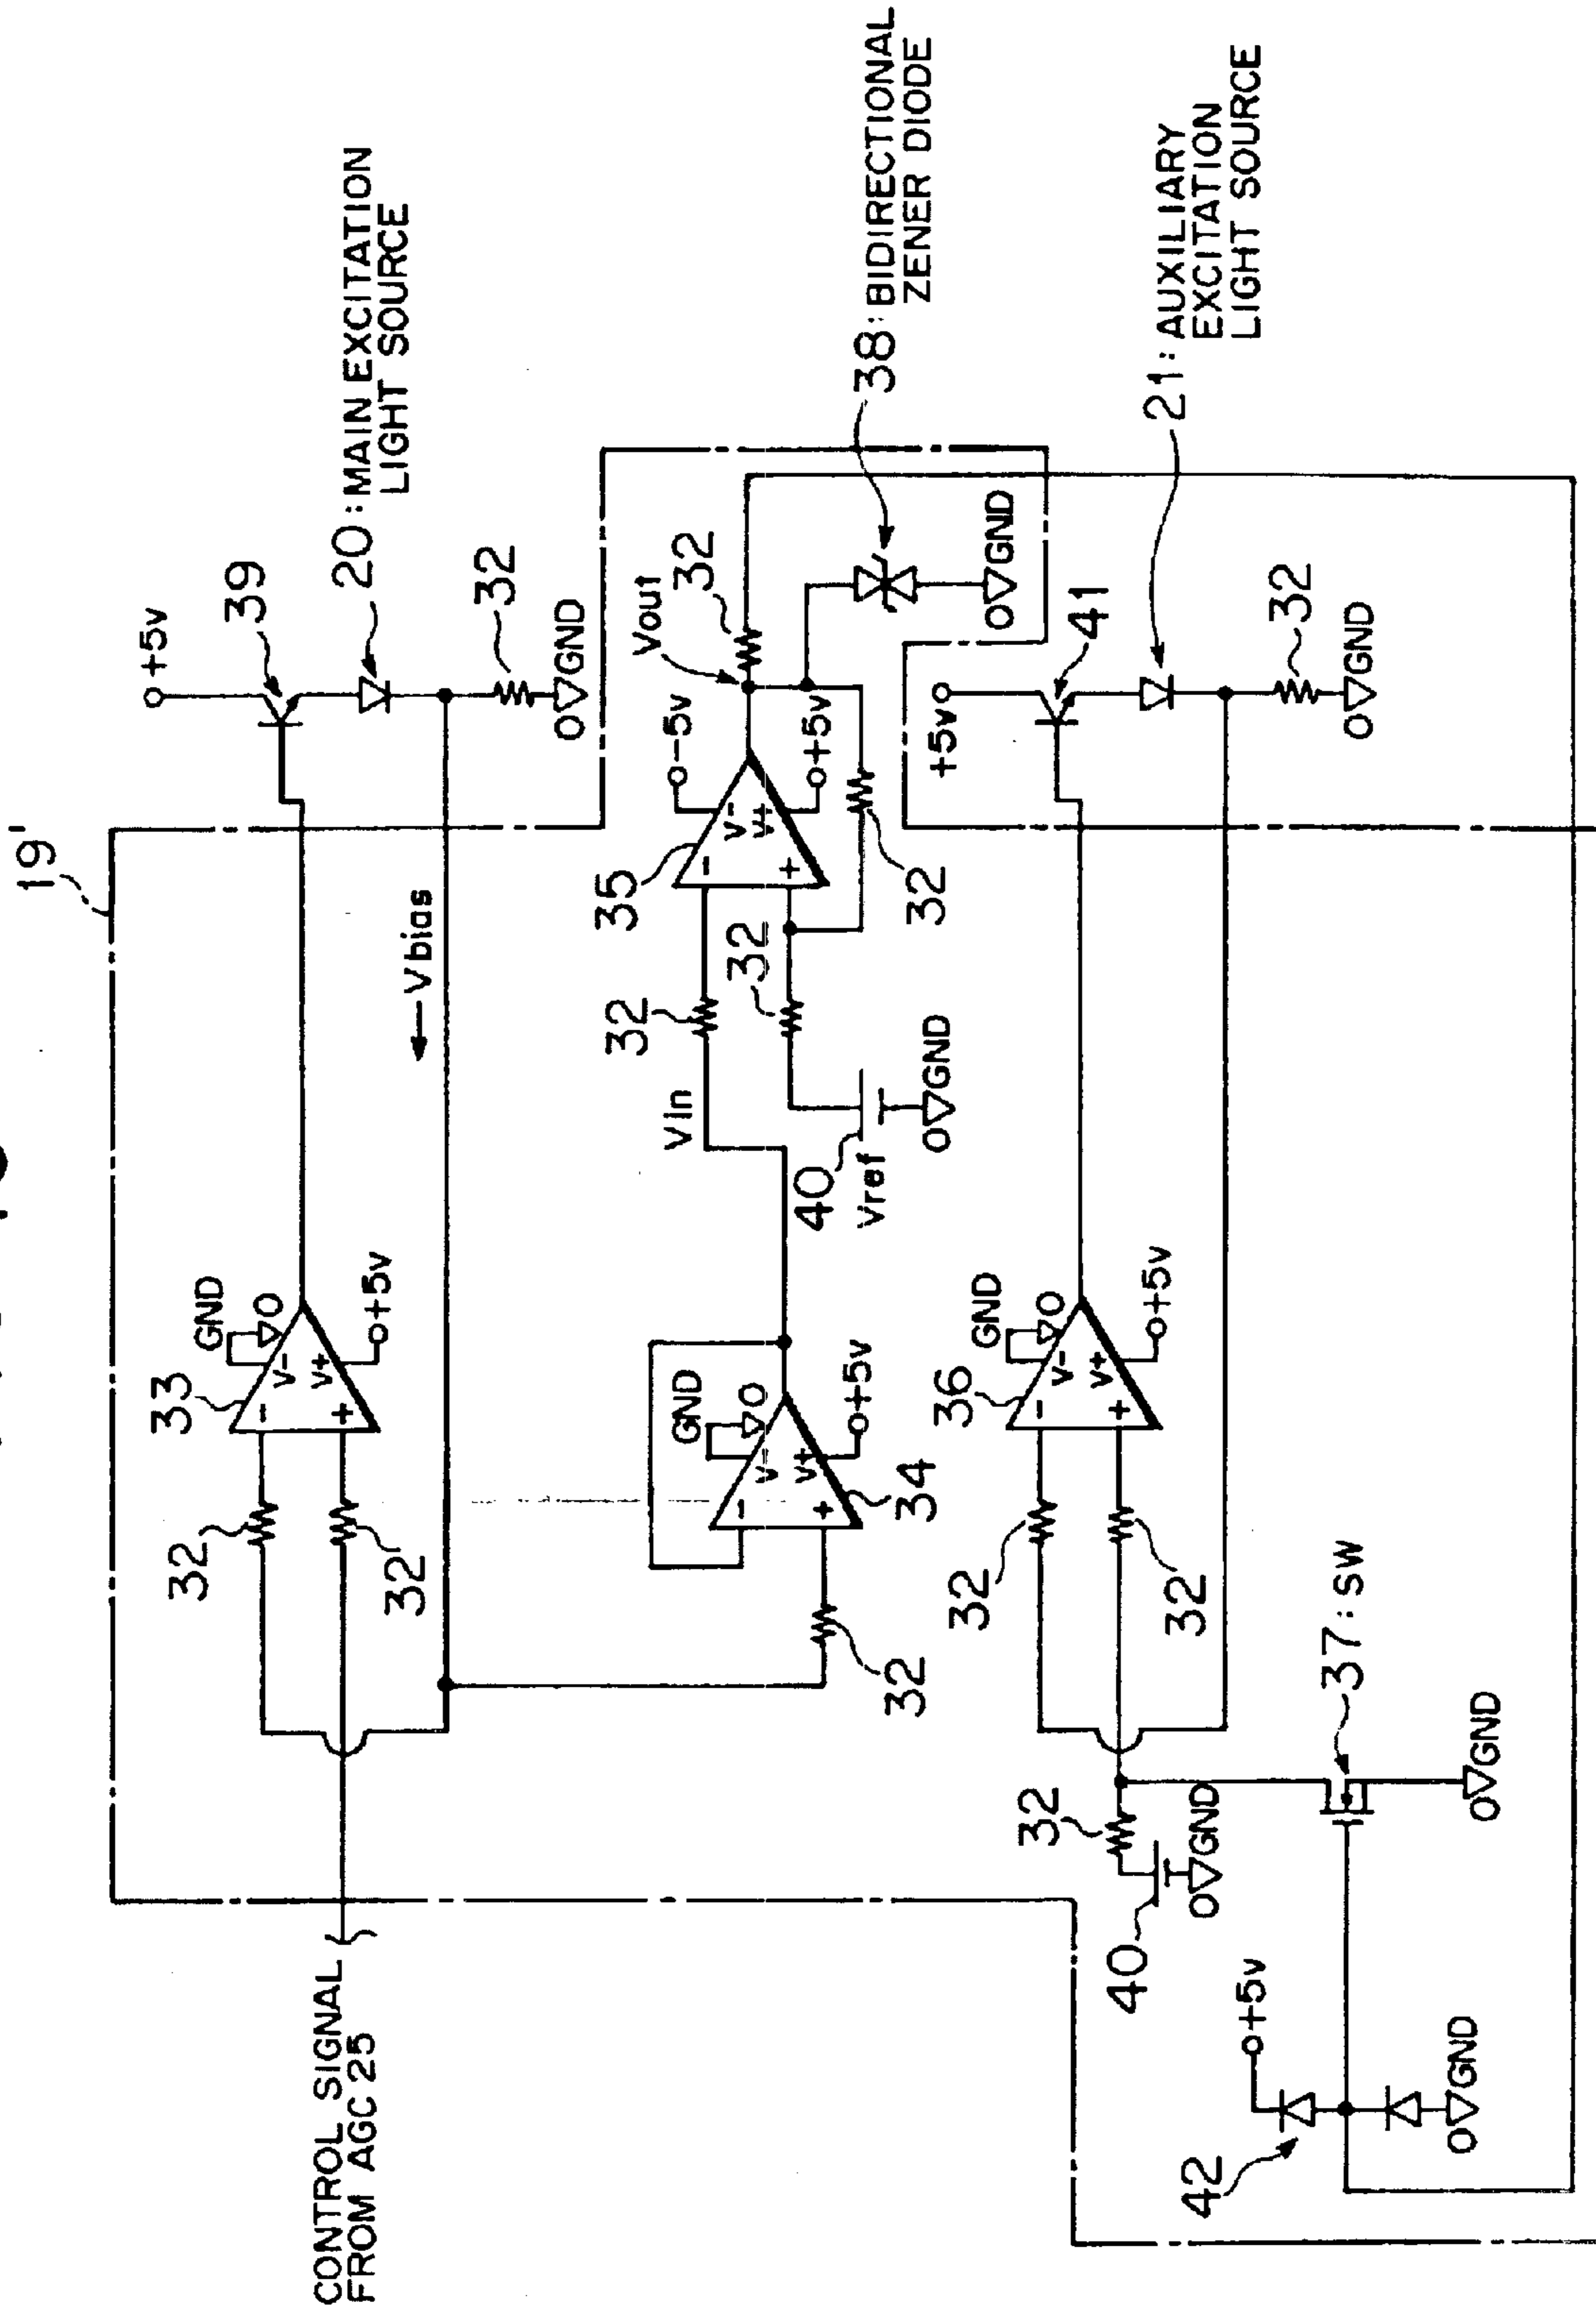 19'
+5v
39
20: MAIN EXCITATION
LIGHT SOURCE
32
GND
33
GND
V-
V+
-
+
+5v
32
32
←Vbias
CONTROL SIGNAL
FROM AGC 25
34
GND
V-
V+
-
+
+5v
32
Vin
32
35
-5v
V-
V+
-
+
+5v
Vout
32
32
32
40
Vref
GND
38: BIDIRECTIONAL
ZENER DIODE
GND
36
GND
V-
V+
-
+
+5v
32
32
32
40
GND
+5v
41
21: AUXILIARY
EXCITATION
LIGHT SOURCE
32
GND
37: SW
GND
42
+5v
GND